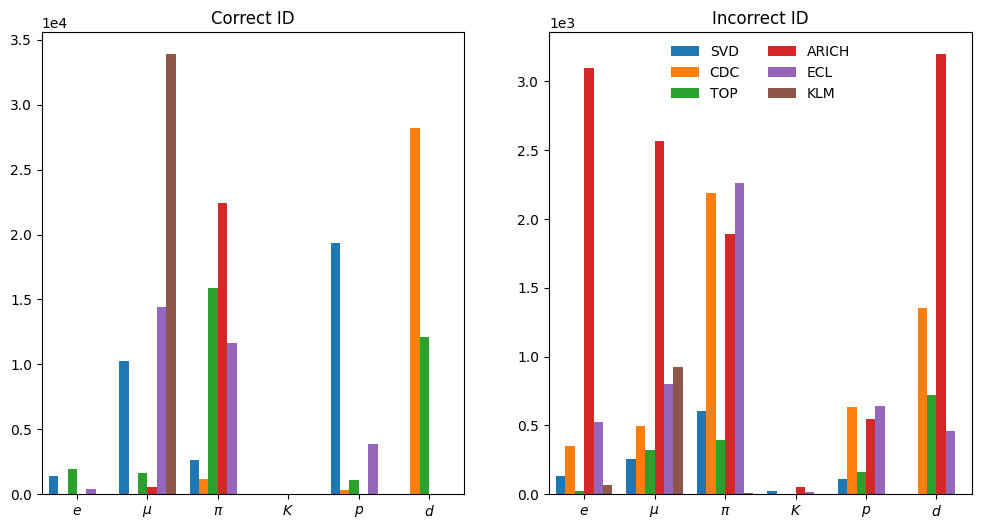 Correct ID
1e4
3.5
3.0
2.5
2.0
1.5
1.0
0.5
0.0
e μ π K p d
Incorrect ID
1e3
SVD ARICH
CDC ECL
TOP KLM
3.0
2.5
2.0
1.5
1.0
0.5
0.0
e μ π K p d